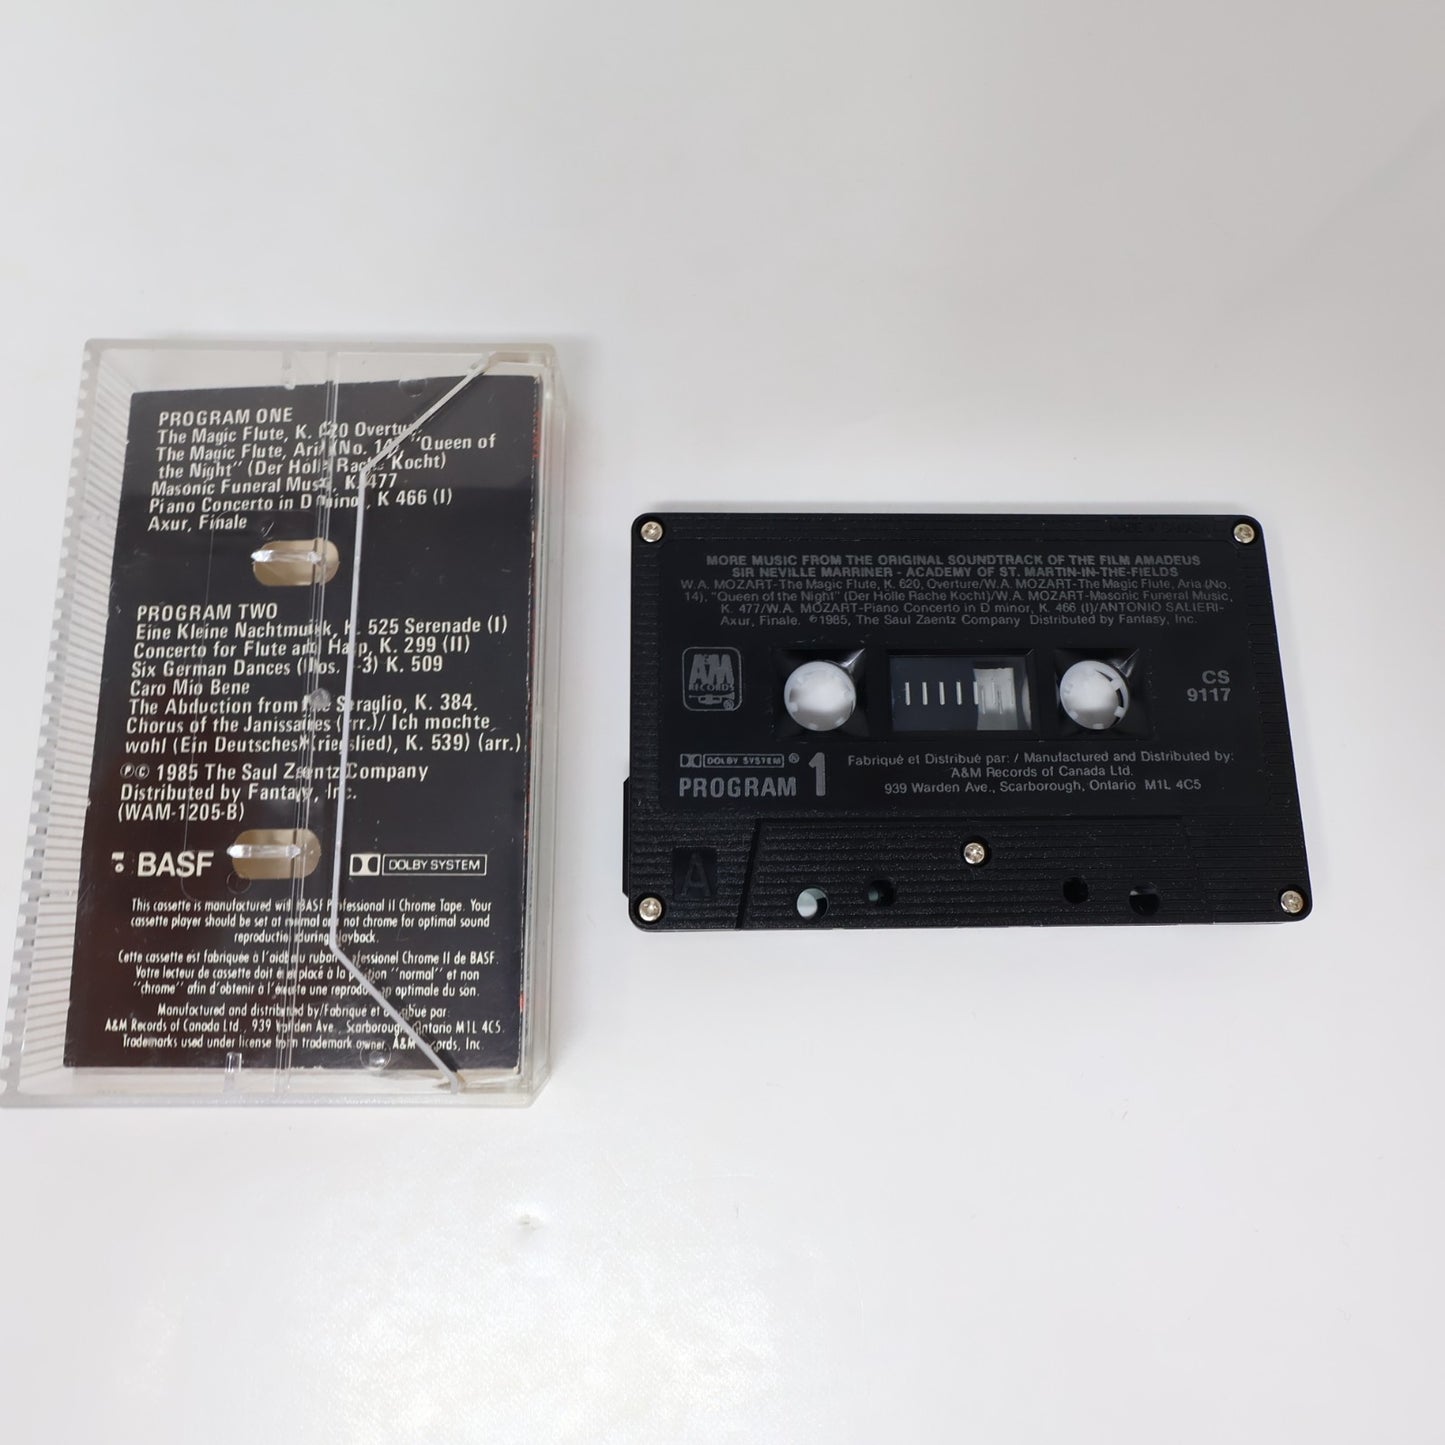 PROGRAM ONE
The Magic Flute, K. 620 Overture
The Magic Flute, Aria (No. 14), "Queen of
the Night" (Der Holle Rache Kocht)
Masonic Funeral Music, K. 477
Piano Concerto in D minor, K 466 (I)
Axur, Finale
PROGRAM TWO
Eine Kleine Nachtmusik, K. 525 Serenade (I)
Concerto for Flute and Harp, K. 299 (II)
Six German Dances (Nos. 1-3) K. 509
Caro Mio Bene
The Abduction from the Seraglio, K. 384,
Chorus of the Janissaries (arr.)/ Ich mochte
wohl (Ein Deutsches Kriegslied), K. 539) (arr.)
℗© 1985 The Saul Zaentz Company
Distributed by Fantasy, Inc.
(WAM-1205-B)
BASF
DOLBY SYSTEM
This cassette is manufactured with BASF Professional II Chrome Tape. Your
cassette player should be set at normal and not chrome for optimal sound
reproduction during playback.
Cette cassette est fabriquée à l'aide du ruban Professionel Chrome II de BASF.
Votre lecteur de cassette doit être placé à la position "normal" et non
"chrome" afin d'obtenir à l'écoute une reproduction optimale du son.
Manufactured and distributed by/Fabriqué et distribué par:
A&M Records of Canada Ltd., 939 Warden Ave., Scarborough, Ontario M1L 4C5.
Trademarks used under license from trademark owner, A&M Records, Inc.
MORE MUSIC FROM THE ORIGINAL SOUNDTRACK OF THE FILM AMADEUS
SIR NEVILLE MARRINER - ACADEMY OF ST. MARTIN-IN-THE-FIELDS
W.A. MOZART-The Magic Flute, K. 620, Overture/W.A. MOZART-The Magic Flute, Aria (No.
14), "Queen of the Night" (Der Holle Rache Kocht)/W.A. MOZART-Masonic Funeral Music,
K. 477/W.A. MOZART-Piano Concerto in D minor, K. 466 (I)/ANTONIO SALIERI-
Axur, Finale. ℗1985, The Saul Zaentz Company Distributed by Fantasy, Inc.
A&M
RECORDS
CS
9117
DOLBY SYSTEM ®
PROGRAM 1
Fabriqué et Distribué par: / Manufactured and Distributed by:
A&M Records of Canada Ltd.
939 Warden Ave., Scarborough, Ontario M1L 4C5
A